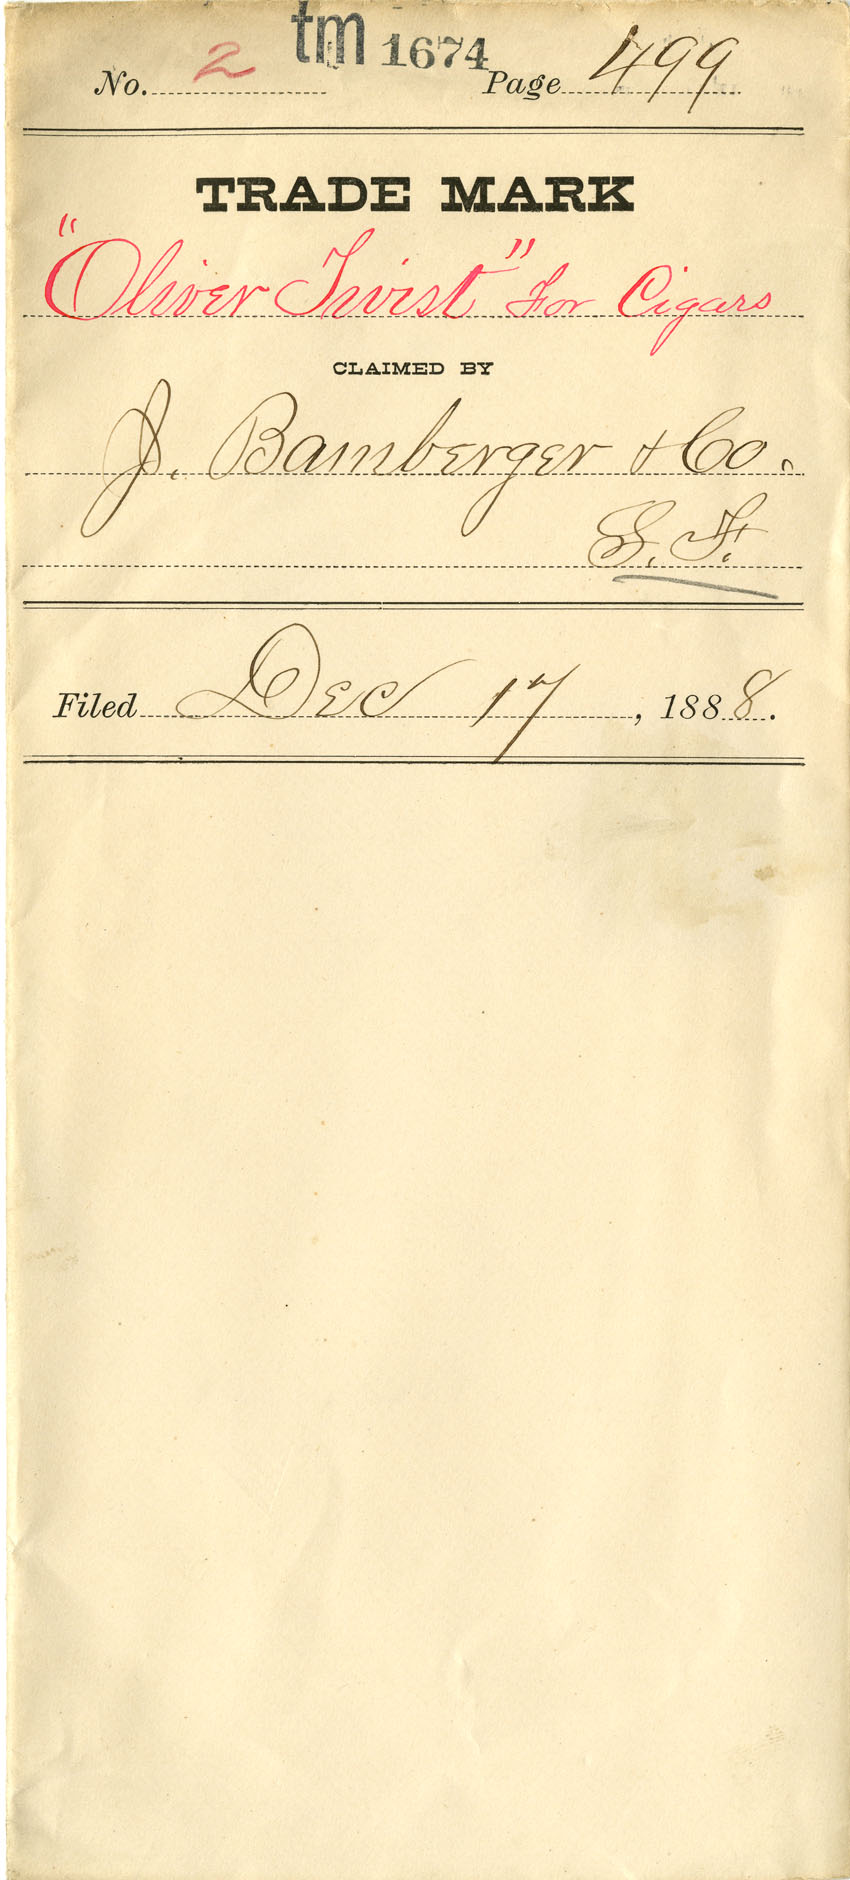 tm 1674
No. 2 Page 499
TRADE MARK
"Oliver Twist" For Cigars
CLAIMED BY
J. Bamberger & Co.
S. F.
Filed Dec 17, 1888.